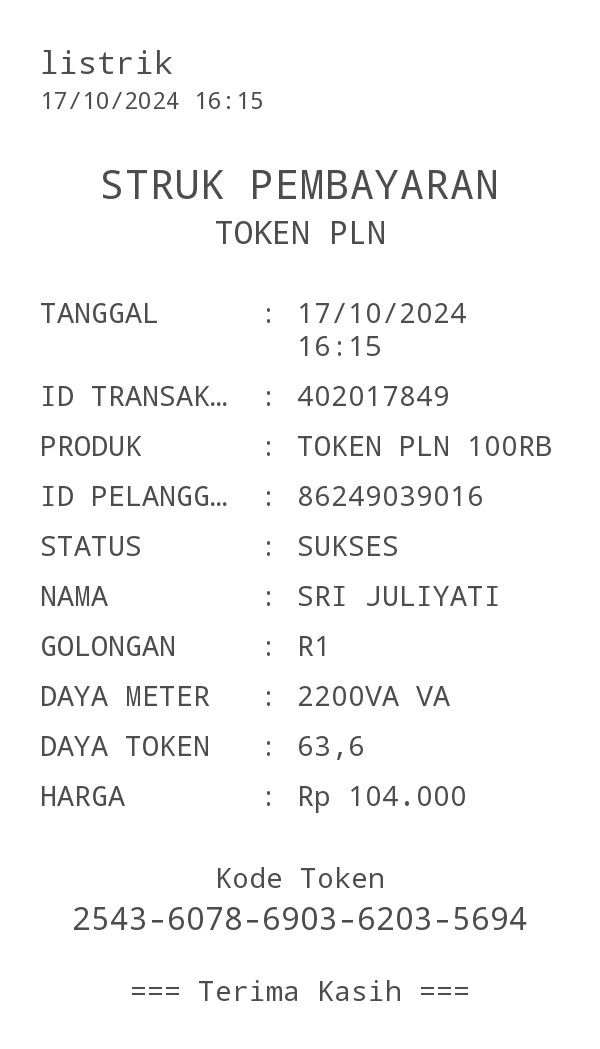 listrik
17/10/2024 16:15
STRUK PEMBAYARAN
TOKEN PLN
TANGGAL : 17/10/2024
16:15
ID TRANSAK… : 402017849
PRODUK : TOKEN PLN 100RB
ID PELANGG… : 86249039016
STATUS : SUKSES
NAMA : SRI JULIYATI
GOLONGAN : R1
DAYA METER : 2200VA VA
DAYA TOKEN : 63,6
HARGA : Rp 104.000
Kode Token
2543-6078-6903-6203-5694
=== Terima Kasih ===